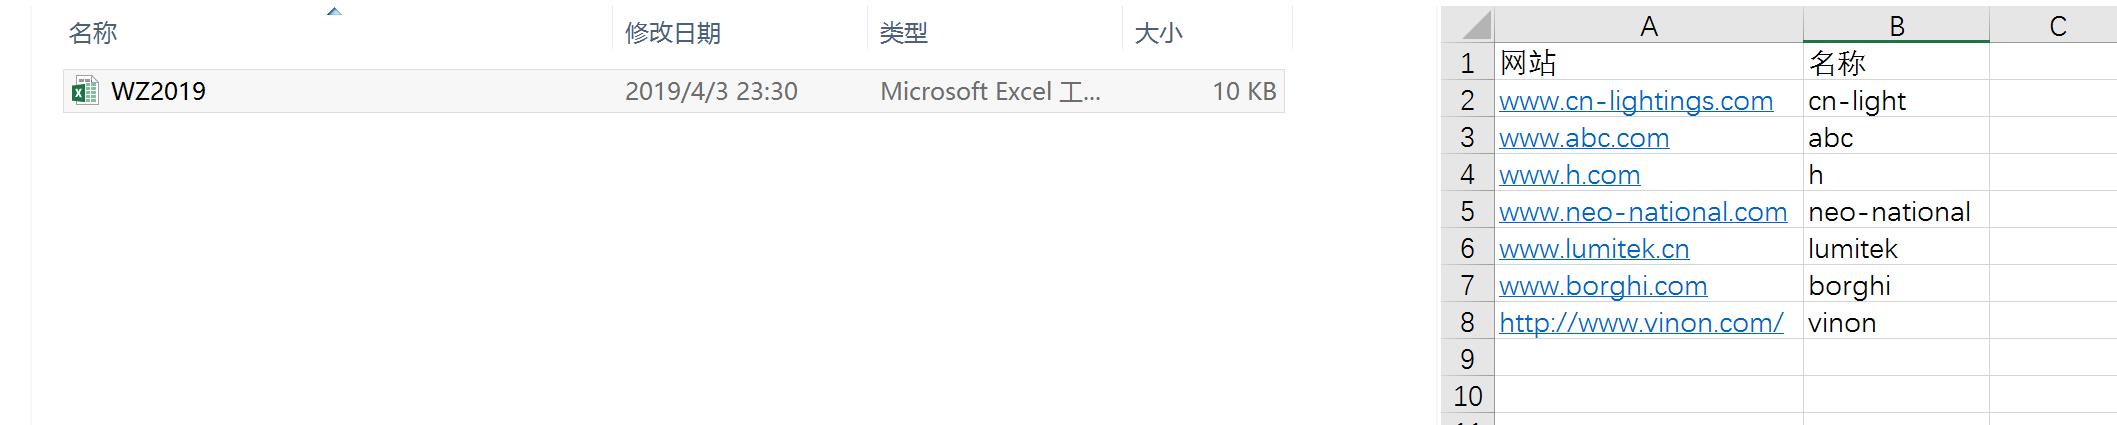 名称 修改日期 类型 大小
WZ2019 2019/4/3 23:30 Microsoft Excel 工... 10 KB
A B C
1 网站 名称
2 www.cn-lightings.com cn-light
3 www.abc.com abc
4 www.h.com h
5 www.neo-national.com neo-national
6 www.lumitek.cn lumitek
7 www.borghi.com borghi
8 http://www.vinon.com/ vinon
9
10